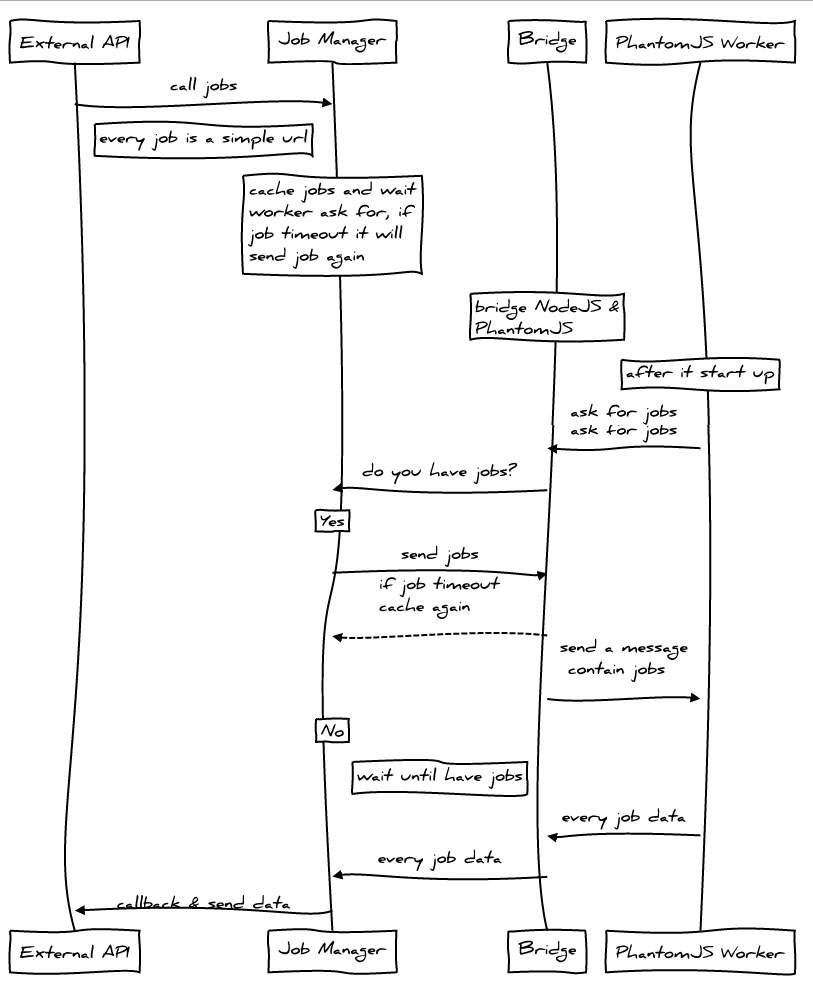 External API
Job Manager
Bridge
PhantomJS Worker
call jobs
every job is a simple url
cache jobs and wait
worker ask for, if
job timeout it will
send job again
bridge NodeJS &
PhantomJS
after it start up
ask for jobs
ask for jobs
do you have jobs?
Yes
send jobs
if job timeout
cache again
send a message
contain jobs
No
wait until have jobs
every job data
every job data
callback & send data
External API
Job Manager
Bridge
PhantomJS Worker